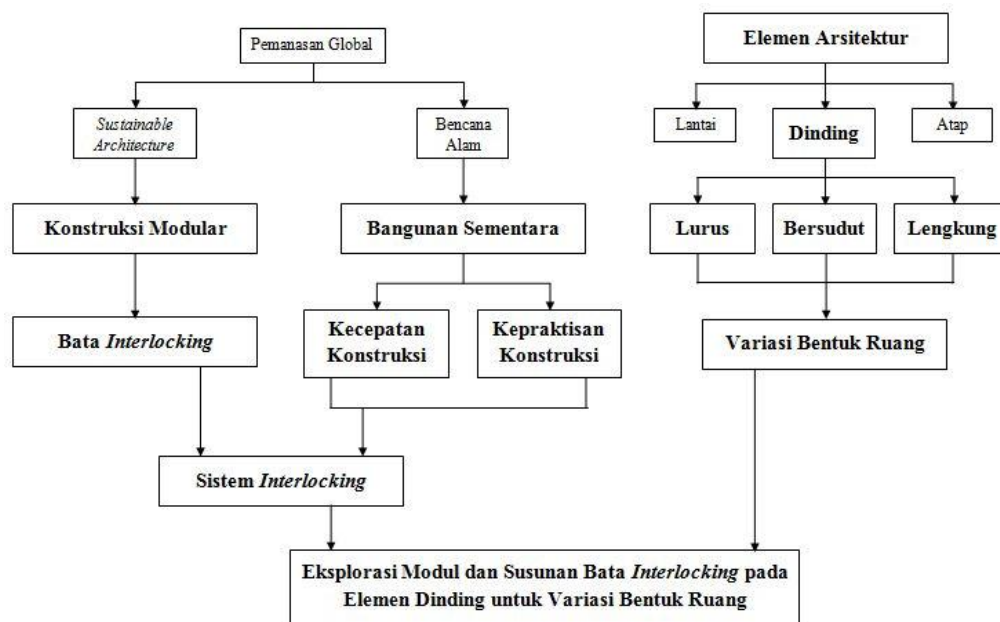 Pemanasan Global
Elemen Arsitektur
Sustainable
Architecture
Bencana
Alam
Lantai
Dinding
Atap
Konstruksi Modular
Bangunan Sementara
Lurus
Bersudut
Lengkung
Bata Interlocking
Kecepatan
Konstruksi
Kepraktisan
Konstruksi
Variasi Bentuk Ruang
Sistem Interlocking
Eksplorasi Modul dan Susunan Bata Interlocking pada
Elemen Dinding untuk Variasi Bentuk Ruang